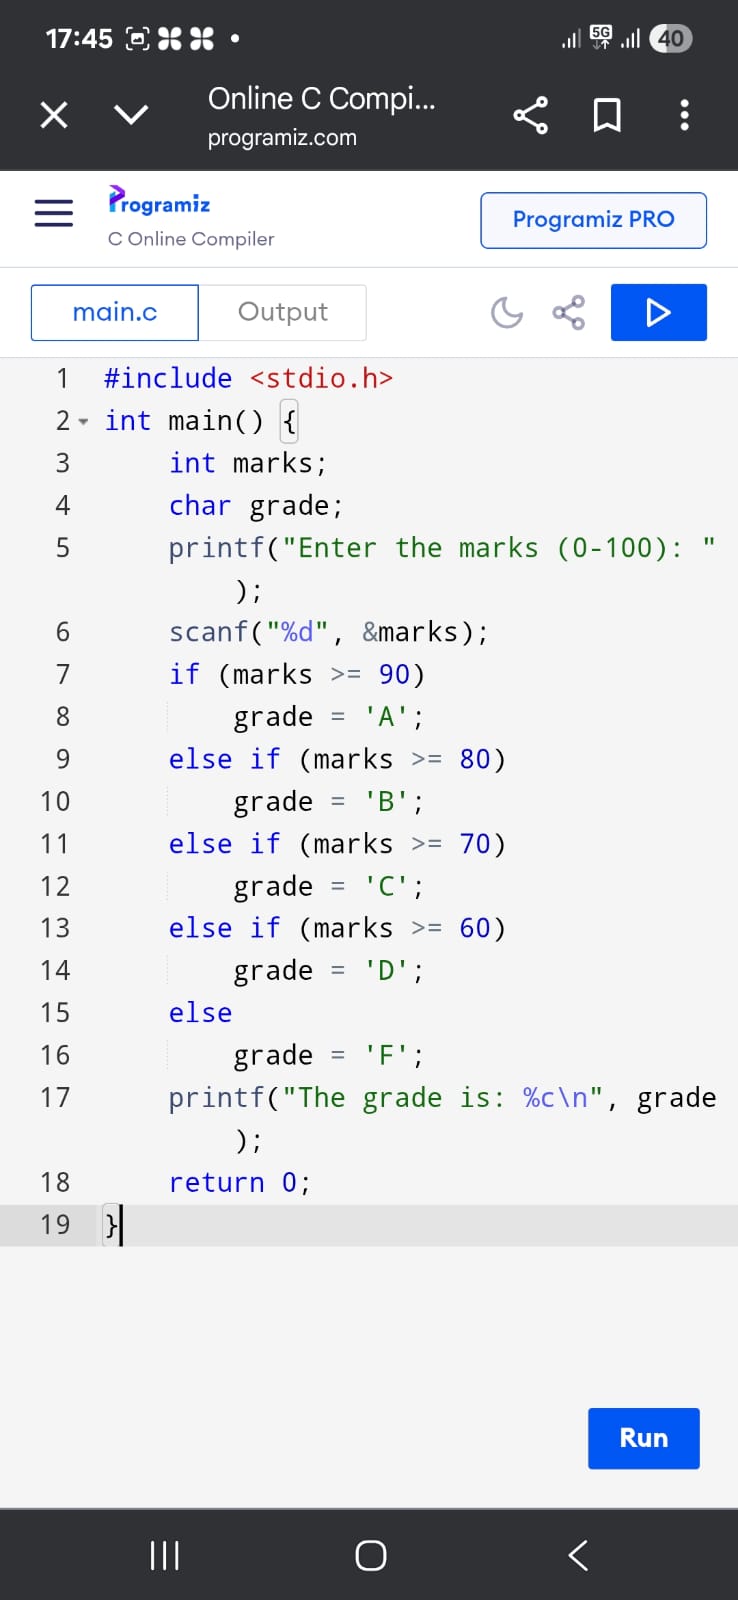 17:45
5G
40
Online C Compi...
programiz.com
Programiz
C Online Compiler
Programiz PRO
main.c
Output
1 #include <stdio.h>
2 int main() {
3     int marks;
4     char grade;
5     printf("Enter the marks (0-100): "
        );
6     scanf("%d", &marks);
7     if (marks >= 90)
8         grade = 'A';
9     else if (marks >= 80)
10         grade = 'B';
11     else if (marks >= 70)
12         grade = 'C';
13     else if (marks >= 60)
14         grade = 'D';
15     else
16         grade = 'F';
17     printf("The grade is: %c\n", grade
        );
18     return 0;
19 }
Run